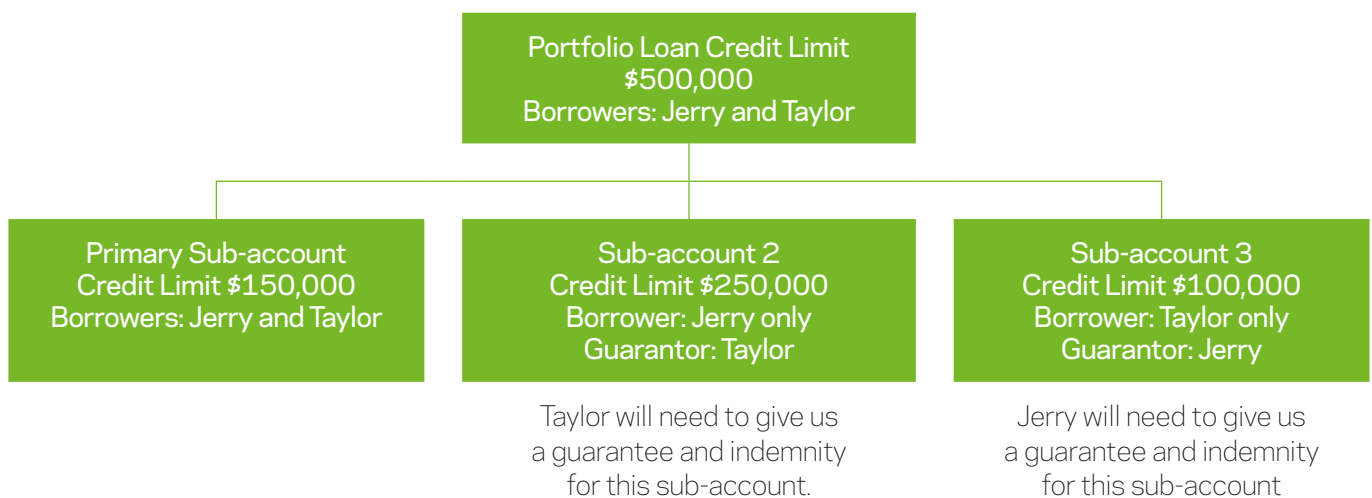 Portfolio Loan Credit Limit
$500,000
Borrowers: Jerry and Taylor
Primary Sub-account
Credit Limit $150,000
Borrowers: Jerry and Taylor
Sub-account 2
Credit Limit $250,000
Borrower: Jerry only
Guarantor: Taylor
Sub-account 3
Credit Limit $100,000
Borrower: Taylor only
Guarantor: Jerry
Taylor will need to give us
a guarantee and indemnity
for this sub-account.
Jerry will need to give us
a guarantee and indemnity
for this sub-account